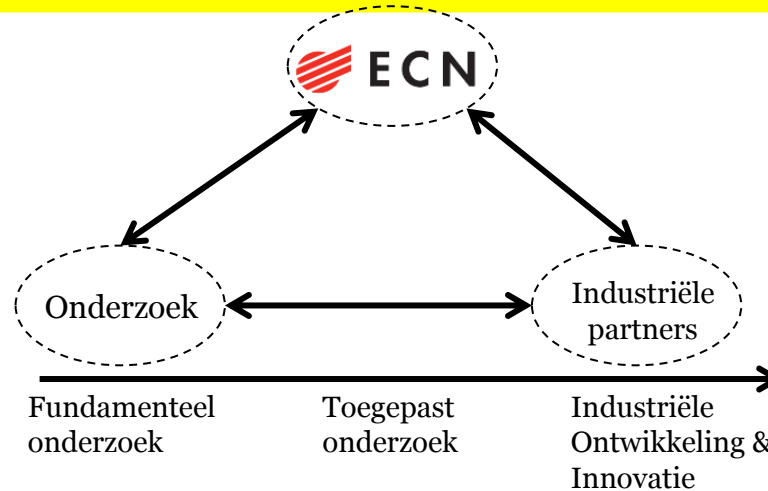 ECN
Onderzoek
Industriële
partners
Fundamenteel
onderzoek
Toegepast
onderzoek
Industriële
Ontwikkeling &
Innovatie